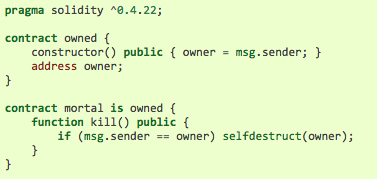 pragma solidity ^0.4.22;

contract owned {
    constructor() public { owner = msg.sender; }
    address owner;
}

contract mortal is owned {
    function kill() public {
        if (msg.sender == owner) selfdestruct(owner);
    }
}